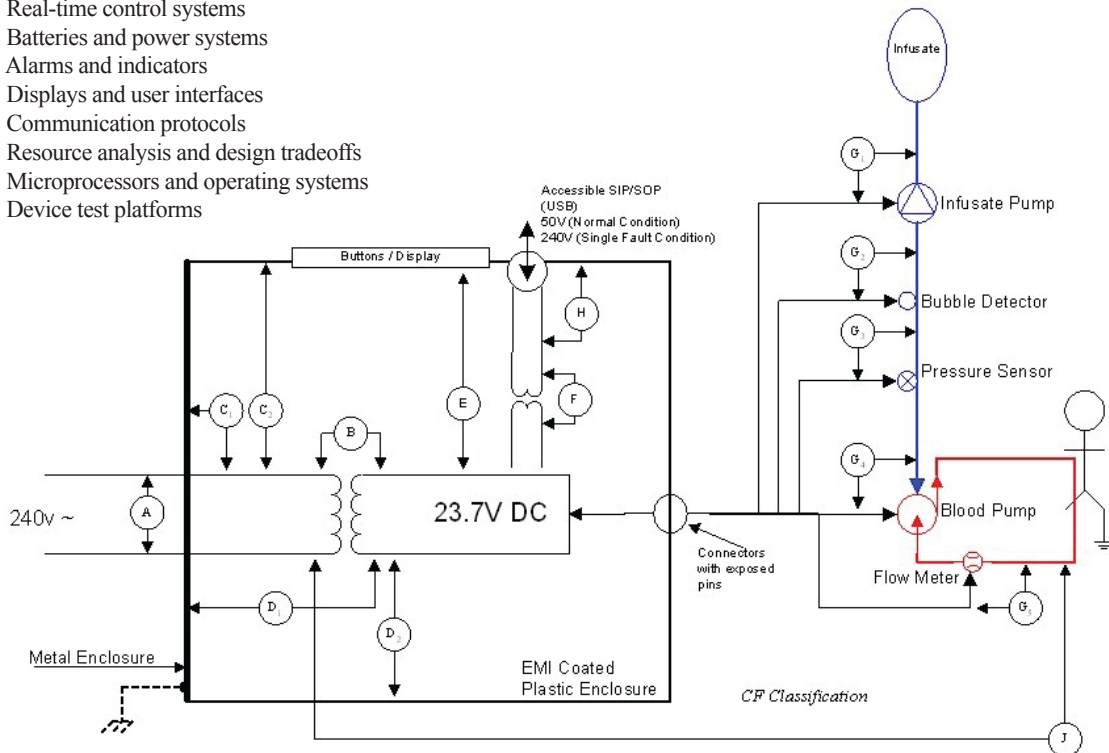 Real-time control systems
Batteries and power systems
Alarms and indicators
Displays and user interfaces
Communication protocols
Resource analysis and design tradeoffs
Microprocessors and operating systems
Device test platforms
Infusate
G1
Accessible SIP/SOP
(USB)
50V (Normal Condition)
240V (Single Fault Condition)
Infusate Pump
Buttons / Display
G2
Bubble Detector
H
G3
Pressure Sensor
C1
C2
E
F
B
G4
240v ~
A
23.7V DC
Blood Pump
Connectors
with exposed
pins
Flow Meter
D1
G5
D2
Metal Enclosure
EMI Coated
Plastic Enclosure
CF Classification
J